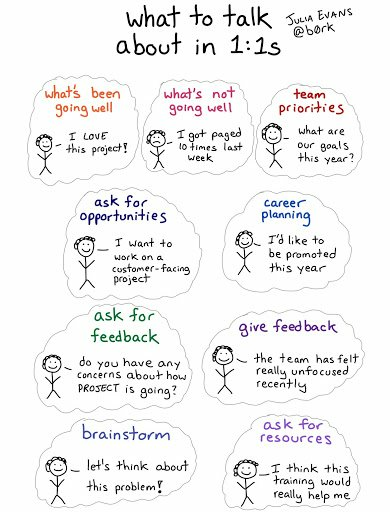 what to talk
about in 1:1s
JULIA EVANS
@b0rk
what's been
going well
I LOVE
this project!
what's not
going well
I got paged
10 times last
week
team
priorities
what are
our goals
this year?
ask for
opportunities
I want to
work on a
customer-facing
project
career
planning
I'd like to
be promoted
this year
ask for
feedback
do you have any
concerns about how
PROJECT is going?
give feedback
the team has felt
really unfocused
recently
brainstorm
let's think about
this problem!
ask for
resources
I think this
training would
really help me